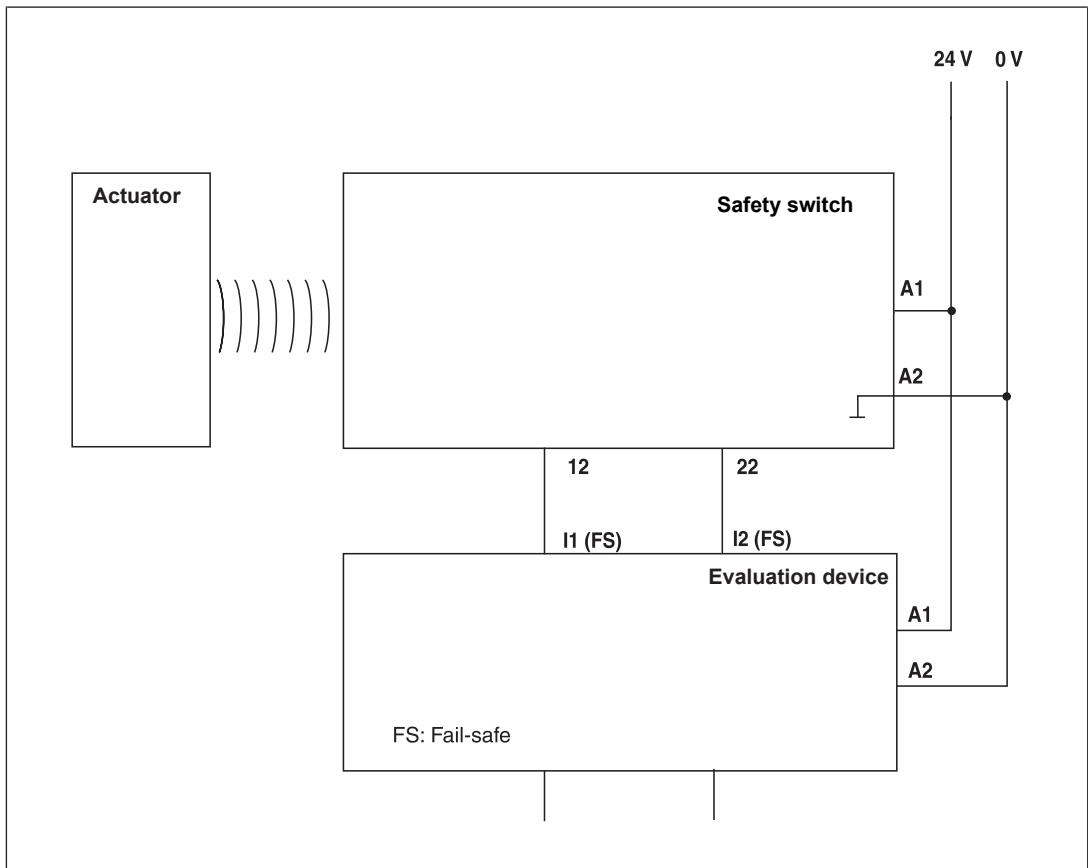 24 V 0 V
Actuator
Safety switch
A1
A2
12 22
I1 (FS) I2 (FS)
Evaluation device
A1
A2
FS: Fail-safe